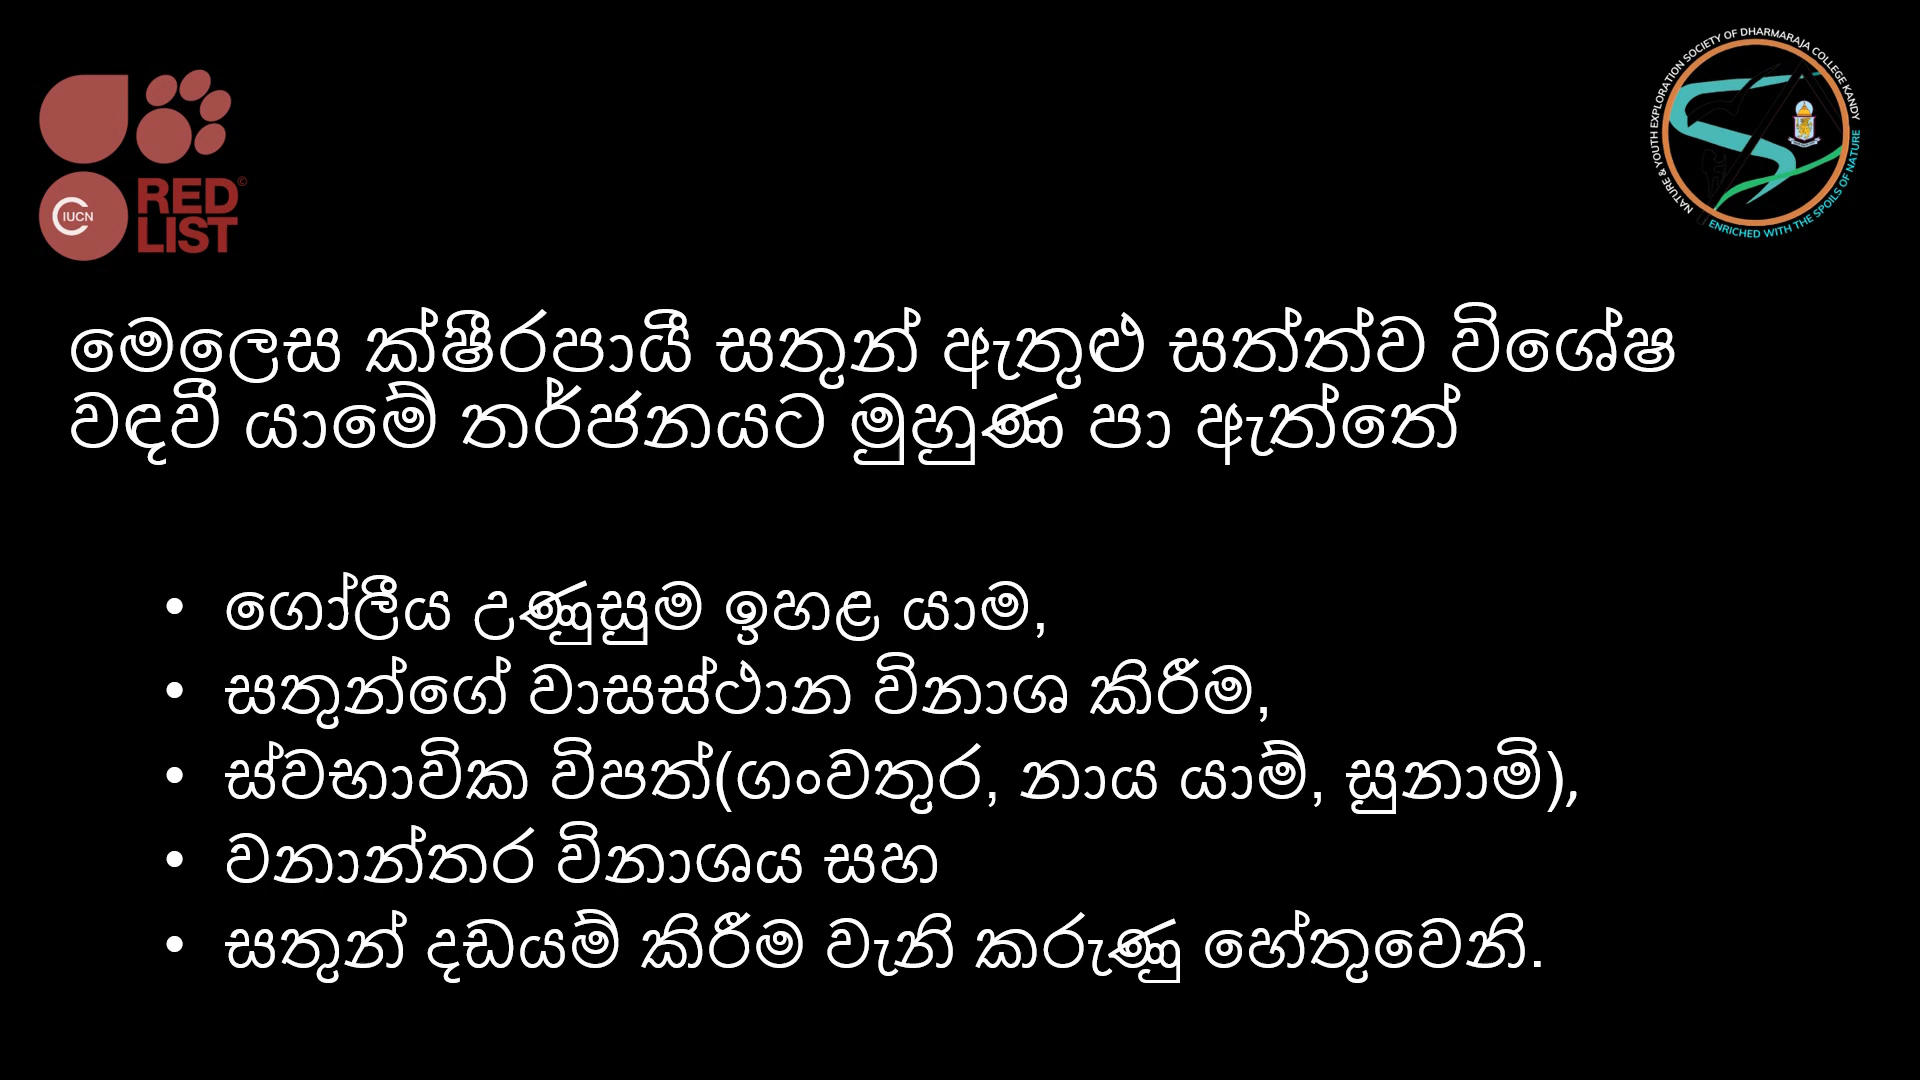 NATURE & YOUTH EXPLORATION SOCIETY OF DHARMARAJA COLLEGE KANDY
ENRICHED WITH THE SPOILS OF NATURE
IUCN
RED
LIST
©
මෙලෙස ක්ෂීරපායී සතුන් ඇතුළු සත්ත්ව විශේෂ
වඳවී යාමේ තර්ජනයට මුහුණ පා ඇත්තේ
• ගෝලීය උණුසුම ඉහළ යාම,
• සතුන්ගේ වාසස්ථාන විනාශ කිරීම,
• ස්වභාවික විපත්(ගංවතුර, නාය යාම්, සුනාමි),
• වනාන්තර විනාශය සහ
• සතුන් දඩයම් කිරීම වැනි කරුණු හේතුවෙනි.